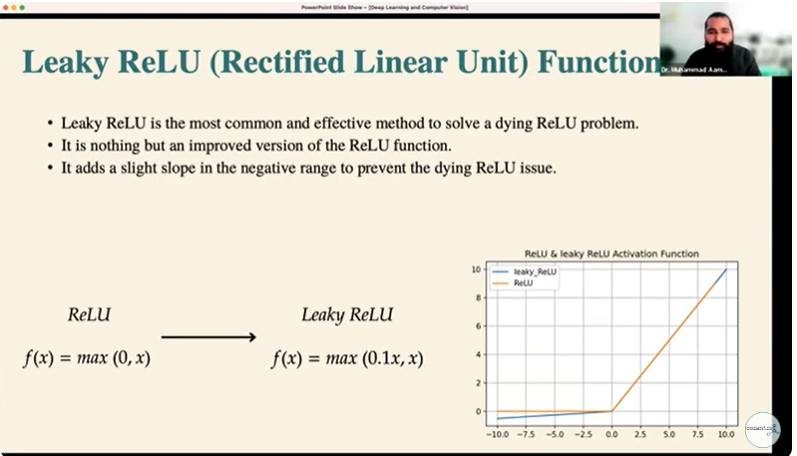 PowerPoint Slide Show - [Deep Learning and Computer Vision]
Leaky ReLU (Rectified Linear Unit) Function
Dr. Muhammad Aam...
• Leaky ReLU is the most common and effective method to solve a dying ReLU problem.
• It is nothing but an improved version of the ReLU function.
• It adds a slight slope in the negative range to prevent the dying ReLU issue.
ReLU
Leaky ReLU
f(x) = max (0, x)
f(x) = max (0.1x, x)
ReLU & leaky ReLU Activation Function
leaky_ReLU
ReLU
10
8
6
4
2
0
−10.0 −7.5 −5.0 −2.5 0.0 2.5 5.0 7.5 10.0